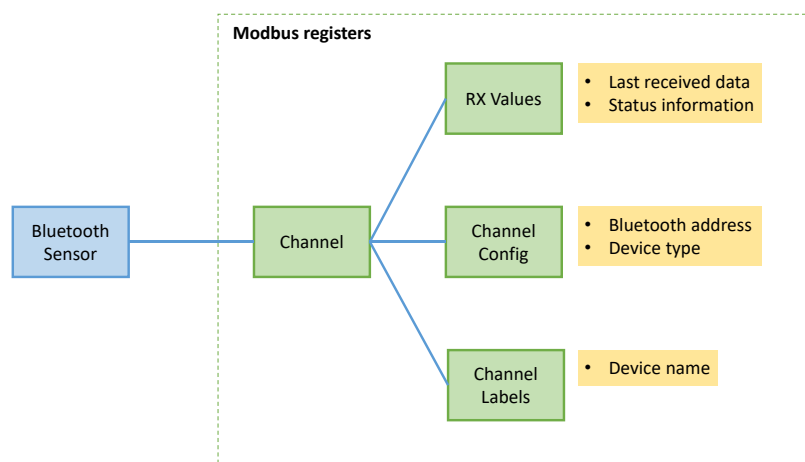 Modbus registers
RX Values
• Last received data
• Status information
Bluetooth
Sensor
Channel
Channel
Config
• Bluetooth address
• Device type
Channel
Labels
• Device name